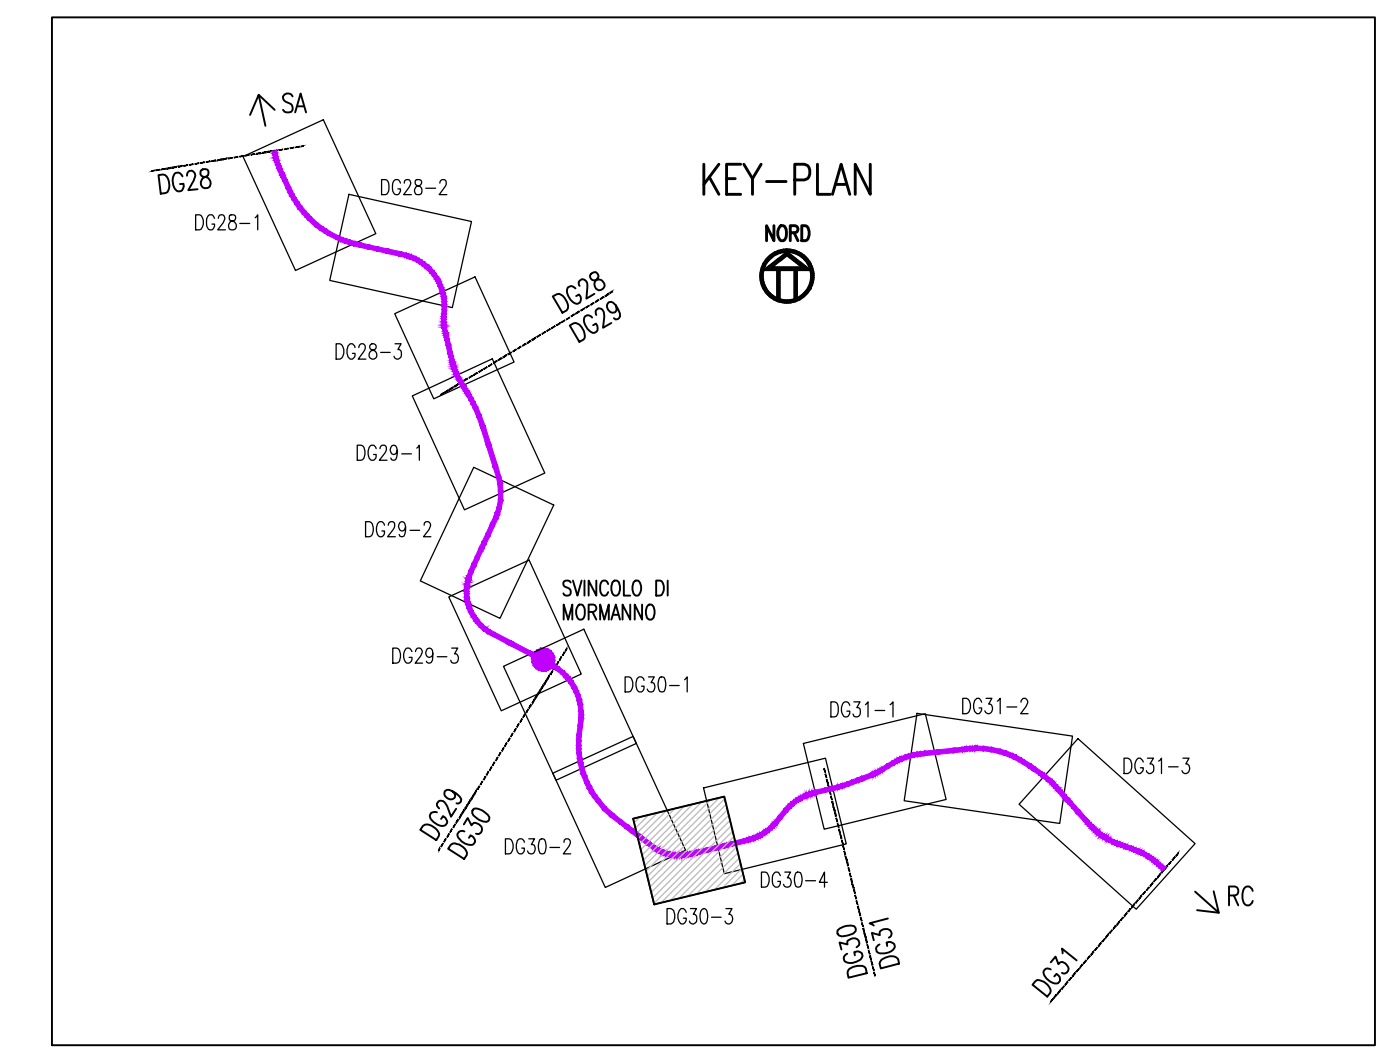 SA
KEY-PLAN
DG28
DG28-2
DG28-1
NORD
DG28
DG29
DG28-3
DG29-1
DG29-2
SVINCOLO DI
MORMANNO
DG29-3
DG30-1
DG31-1
DG31-2
DG31-3
DG29
DG30
DG30-2
DG30-4
DG30-3
RC
DG30
DG31
DG31